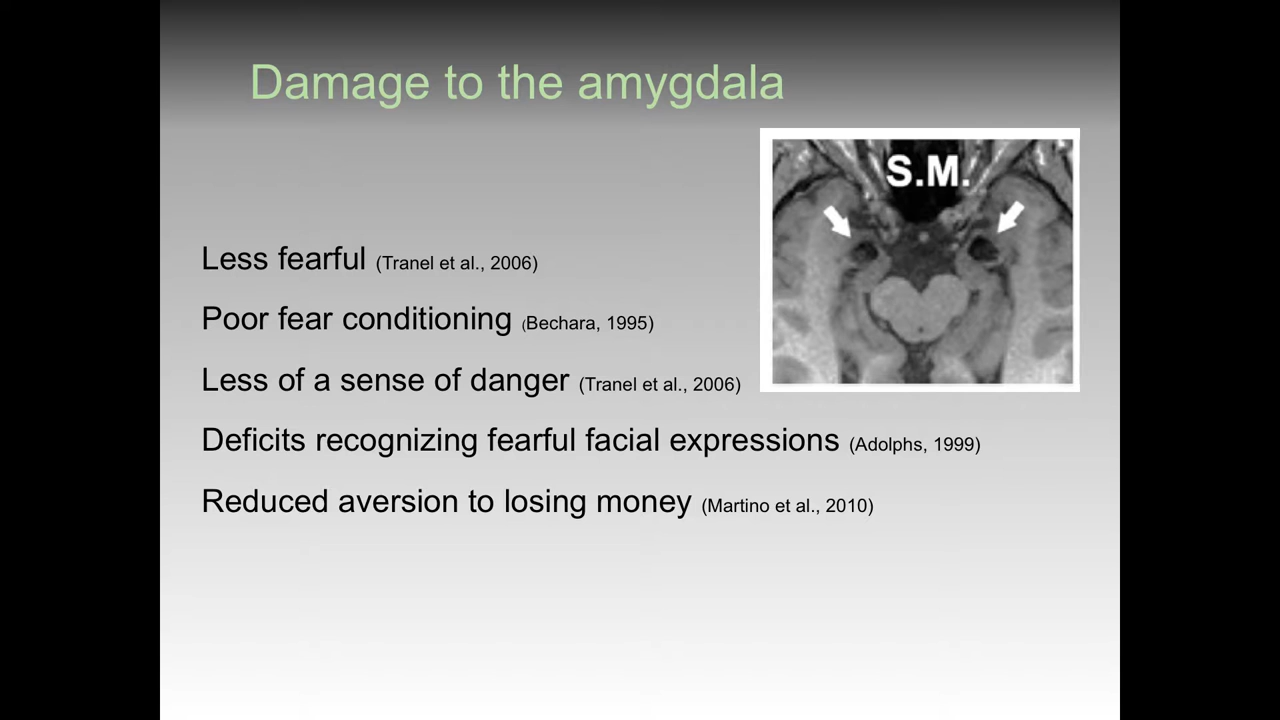 Damage to the amygdala
S.M.
Less fearful (Tranel et al., 2006)
Poor fear conditioning (Bechara, 1995)
Less of a sense of danger (Tranel et al., 2006)
Deficits recognizing fearful facial expressions (Adolphs, 1999)
Reduced aversion to losing money (Martino et al., 2010)